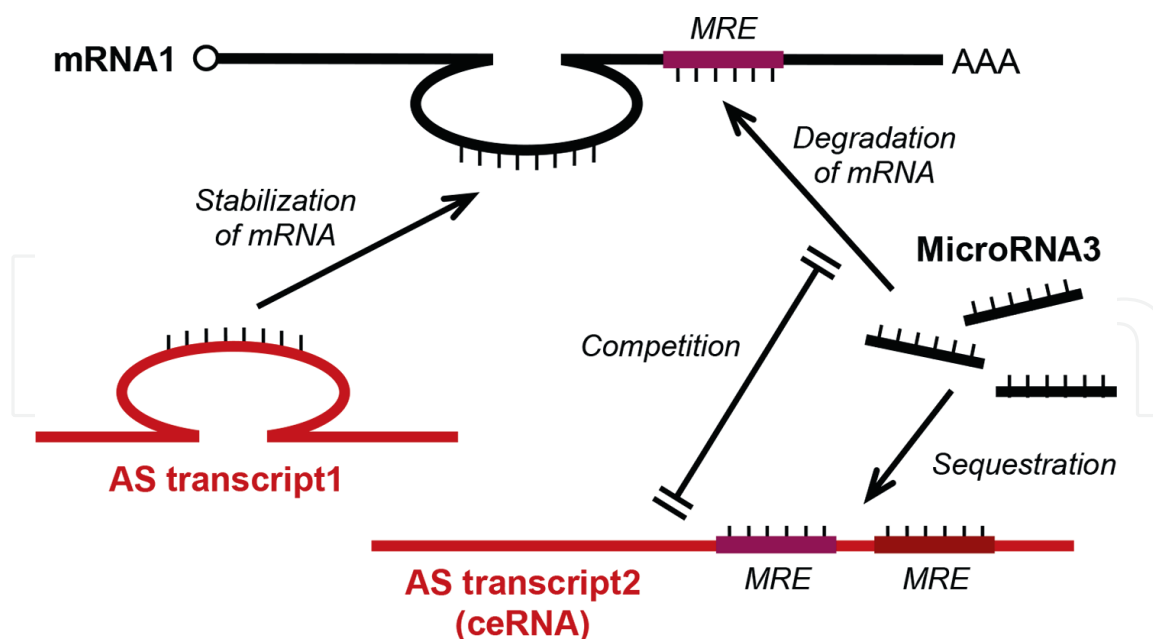 MRE
mRNA1
AAA
Degradation
of mRNA
Stabilization
of mRNA
MicroRNA3
Competition
Sequestration
AS transcript1
AS transcript2
(ceRNA)
MRE
MRE